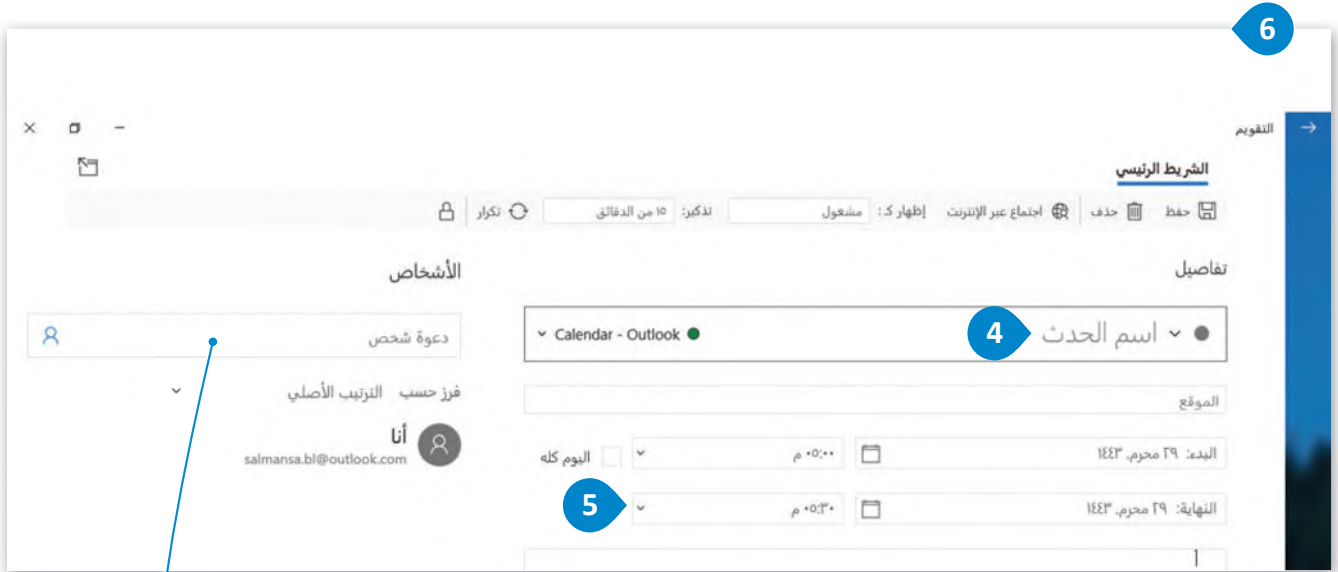 6
التقويم
الشريط الرئيسي
حفظ حذف اجتماع عبر الإنترنت إظهار ك: مشغول تذكير: ١٥ من الدقائق تكرار
تفاصيل
4 اسم الحدث Calendar - Outlook
الموقع
البدء: ٢٩ محرم، ١٤٤٣ ٠٥:٠٠ م اليوم كله
النهاية: ٢٩ محرم، ١٤٤٣ ٠٥:٣٠ م 5
أ
الأشخاص
دعوة شخص
فرز حسب الترتيب الأصلي
أنا
salmansa.bl@outlook.com